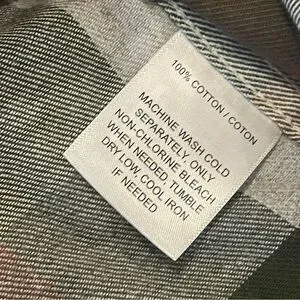 100% COTTON / COTON
MACHINE WASH COLD
SEPARATELY ONLY
NON-CHLORINE BLEACH
WHEN NEEDED TUMBLE
DRY LOW, COOL IRON
IF NEEDED